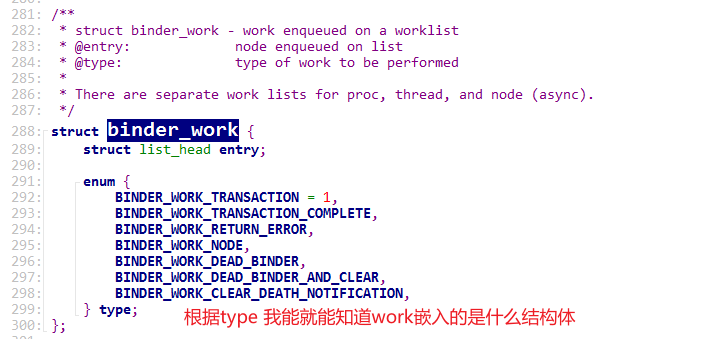 281: /**
282:  * struct binder_work - work enqueued on a worklist
283:  * @entry:             node enqueued on list
284:  * @type:              type of work to be performed
285:  *
286:  * There are separate work lists for proc, thread, and node (async).
287:  */
288: struct binder_work {
289:     struct list_head entry;
290:
291:     enum {
292:         BINDER_WORK_TRANSACTION = 1,
293:         BINDER_WORK_TRANSACTION_COMPLETE,
294:         BINDER_WORK_RETURN_ERROR,
295:         BINDER_WORK_NODE,
296:         BINDER_WORK_DEAD_BINDER,
297:         BINDER_WORK_DEAD_BINDER_AND_CLEAR,
298:         BINDER_WORK_CLEAR_DEATH_NOTIFICATION,
299:     } type;
根据type 我能就能知道work嵌入的是什么结构体
300: };